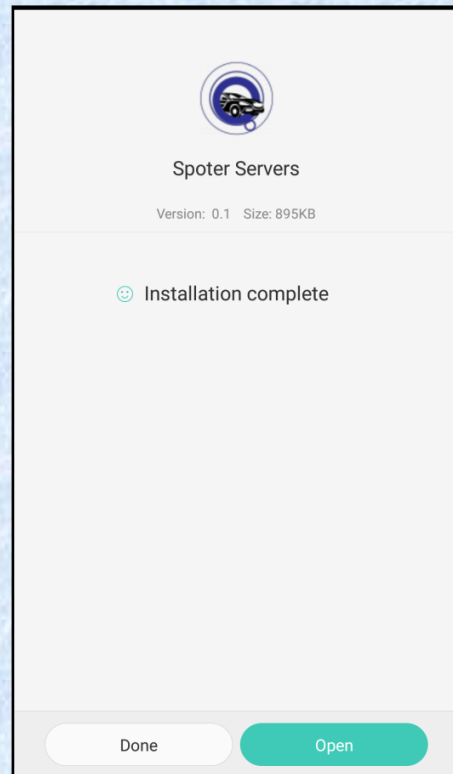 Spoter Servers
Version: 0.1 Size: 895KB
Installation complete
Done
Open